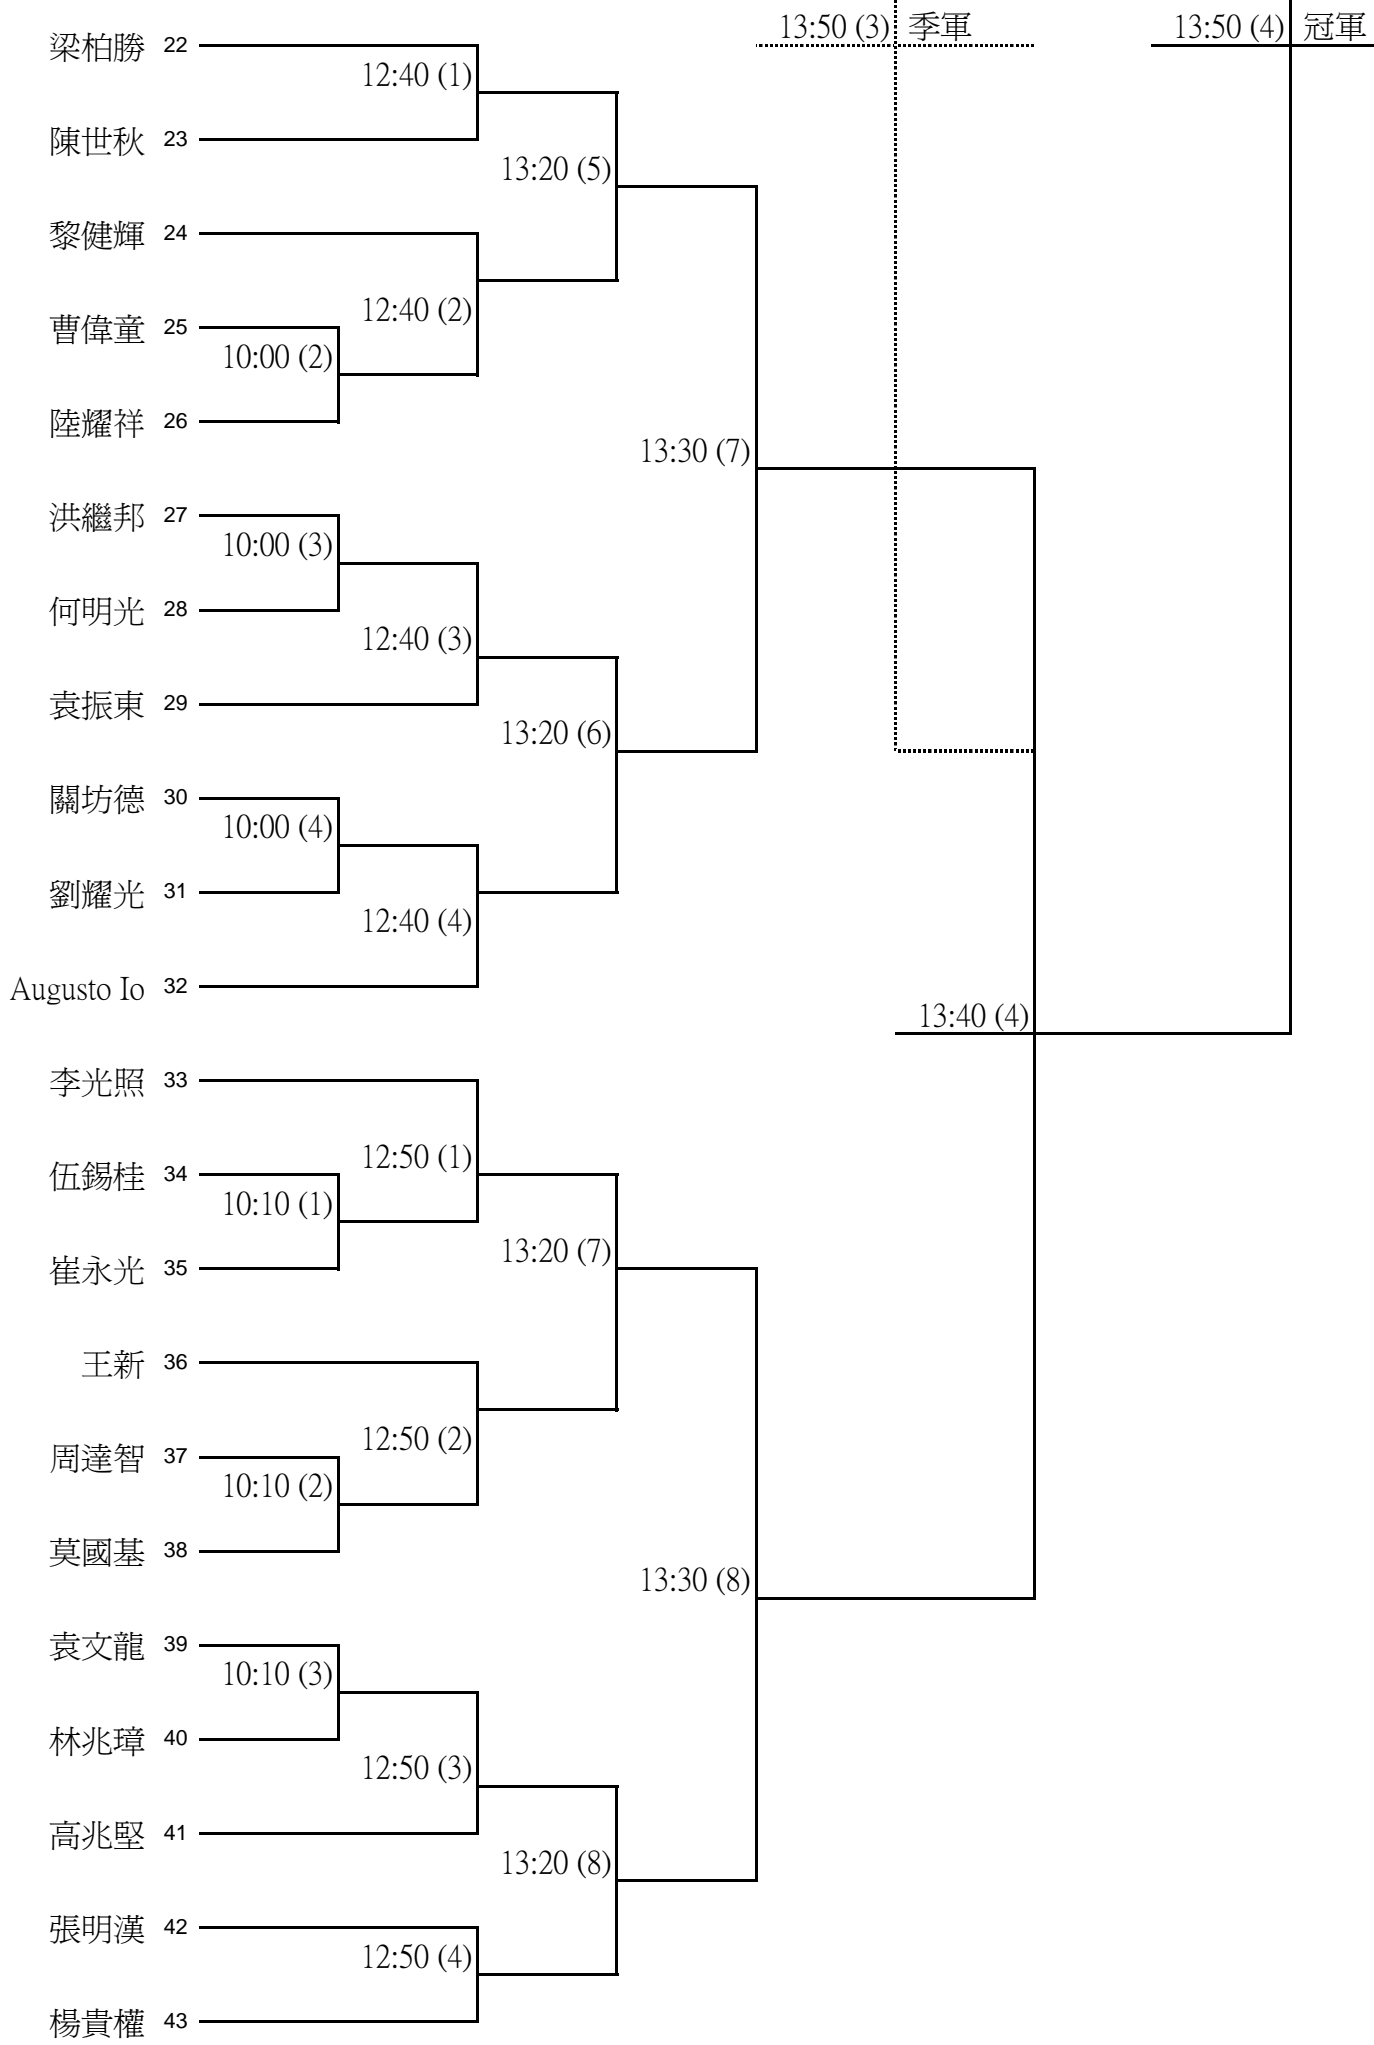 13:50 (3) 季軍
13:50 (4) 冠軍
梁柏勝 22
12:40 (1)
陳世秋 23
13:20 (5)
黎健輝 24
12:40 (2)
曹偉童 25
10:00 (2)
陸耀祥 26
13:30 (7)
洪繼邦 27
10:00 (3)
何明光 28
12:40 (3)
袁振東 29
13:20 (6)
關坊德 30
10:00 (4)
劉耀光 31
12:40 (4)
Augusto Io 32
13:40 (4)
李光照 33
12:50 (1)
伍錫桂 34
10:10 (1)
崔永光 35
13:20 (7)
王新 36
12:50 (2)
周達智 37
10:10 (2)
莫國基 38
13:30 (8)
袁文龍 39
10:10 (3)
林兆璋 40
12:50 (3)
高兆堅 41
13:20 (8)
張明漢 42
12:50 (4)
楊貴權 43